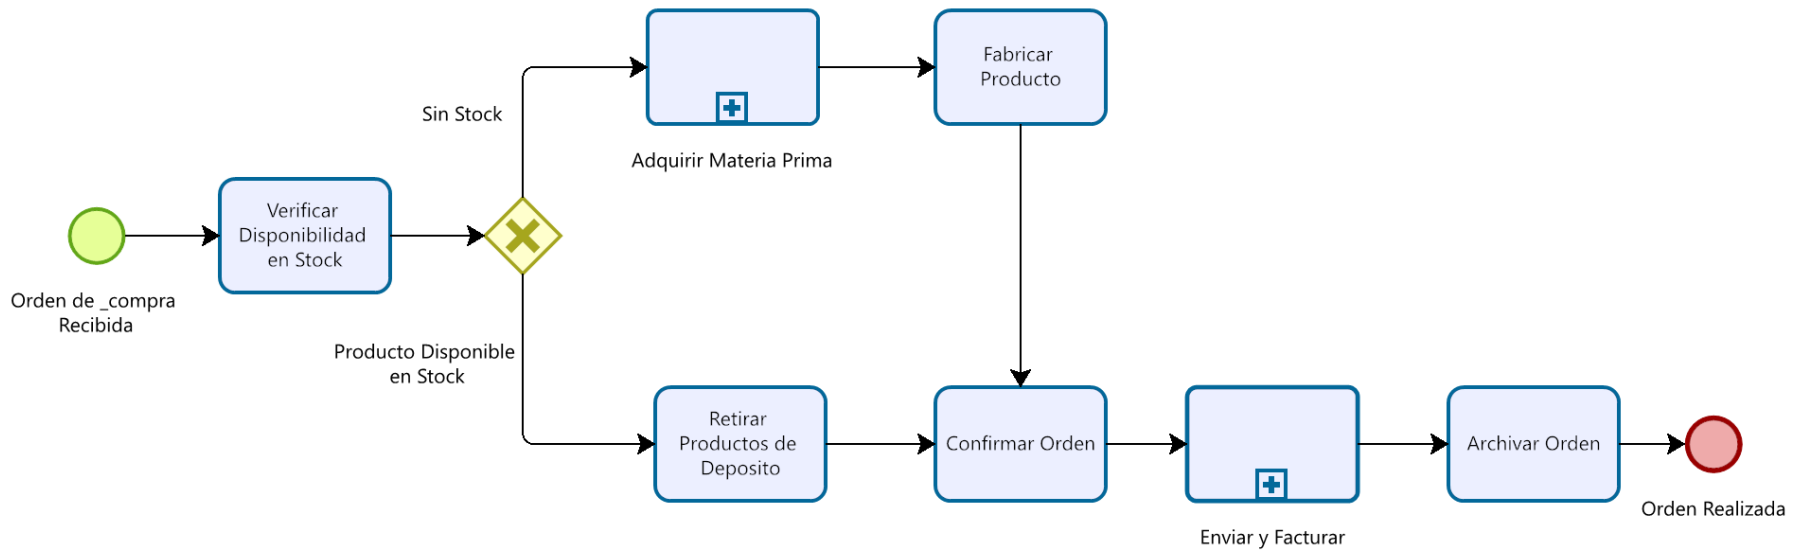 Fabricar
Producto
Sin Stock
Adquirir Materia Prima
Verificar
Disponibilidad
en Stock
Orden de _compra
Recibida
Producto Disponible
en Stock
Retirar
Productos de
Deposito
Confirmar Orden
Archivar Orden
Enviar y Facturar
Orden Realizada